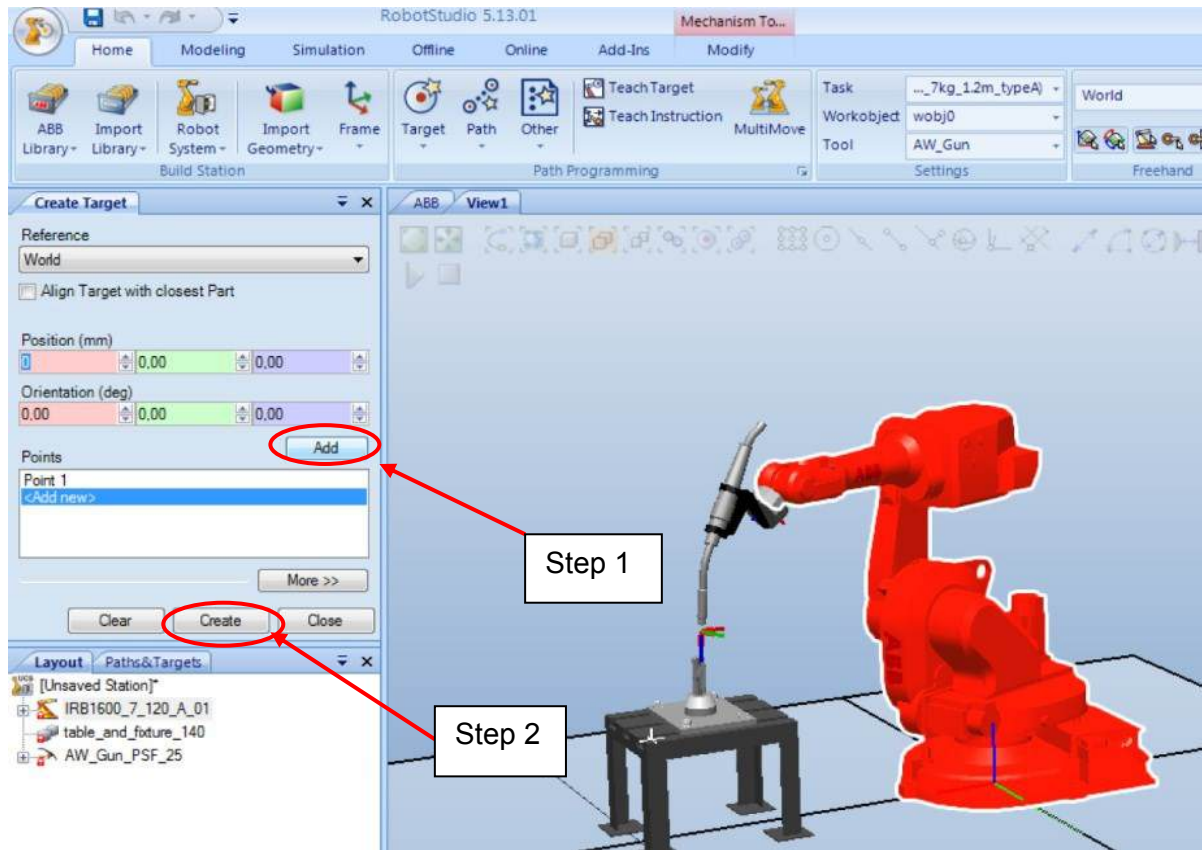 RobotStudio 5.13.01
Mechanism To...
Home Modeling Simulation Offline Online Add-Ins Modify
ABB Library
Import Library
Robot System
Import Geometry
Frame
Build Station
Target
Path
Other
Teach Target
Teach Instruction
MultiMove
Path Programming
Task ..._7kg_1.2m_typeA)
Workobject wobj0
Tool AW_Gun
Settings
World
Freehand
Create Target
ABB View1
Reference
World
Align Target with closest Part
Position (mm)
0 0,00 0,00
Orientation (deg)
0,00 0,00 0,00
Add
Points
Point 1
<Add new>
More >>
Clear Create Close
Step 1
Layout Paths&Targets
[Unsaved Station]*
IRB1600_7_120_A_01
table_and_fixture_140
AW_Gun_PSF_25
Step 2